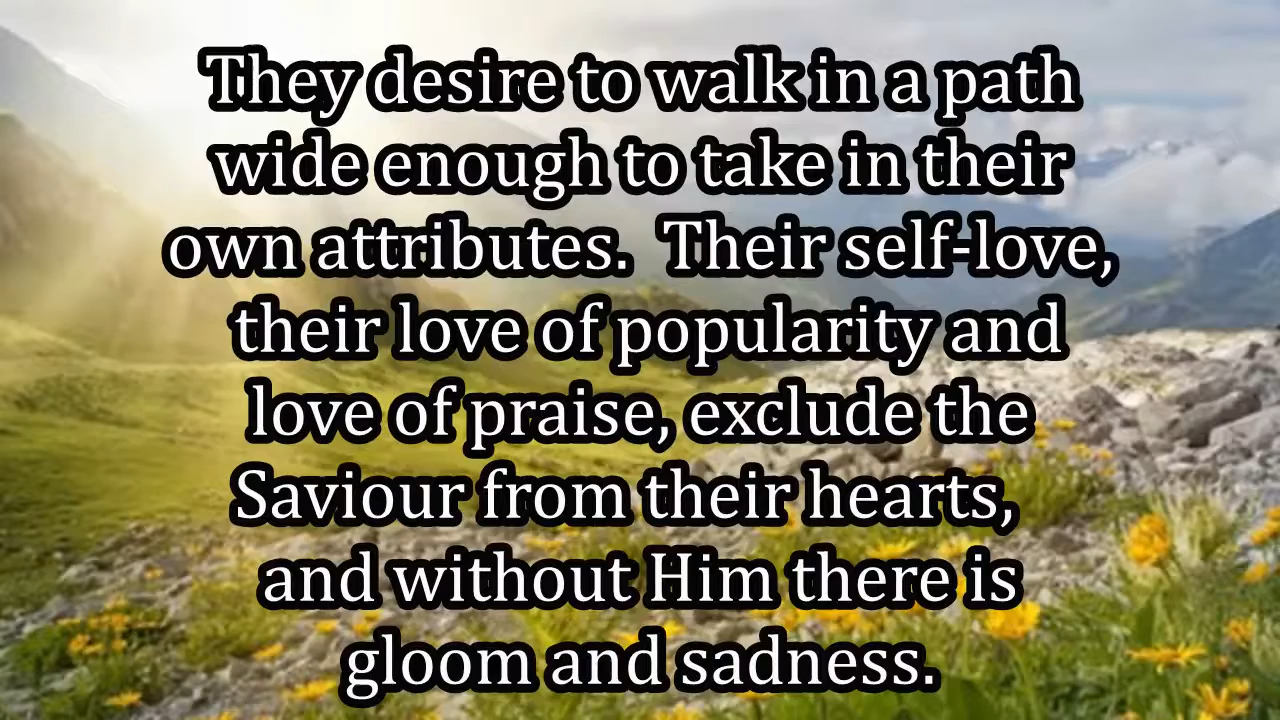 They desire to walk in a path
wide enough to take in their
own attributes.  Their self-love,
their love of popularity and
love of praise, exclude the
Saviour from their hearts,
and without Him there is
gloom and sadness.